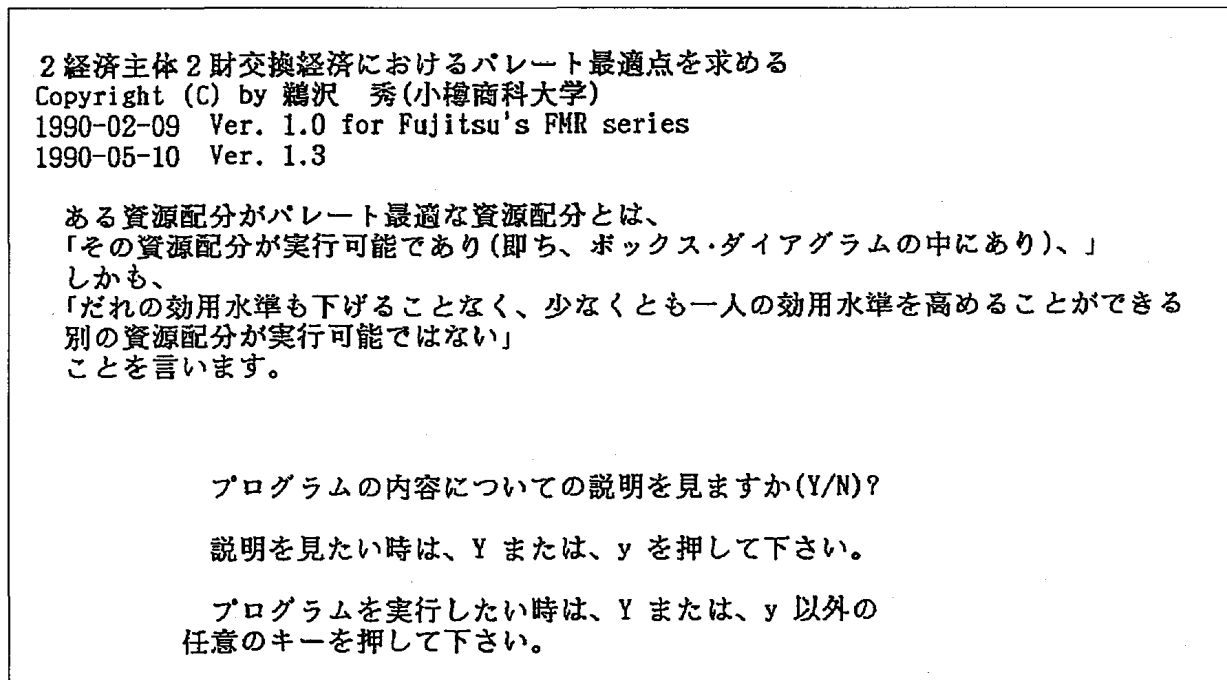 2経済主体2財交換経済におけるパレート最適点を求める
Copyright (C) by 鵜沢 秀(小樽商科大学)
1990-02-09 Ver. 1.0 for Fujitsu's FMR series
1990-05-10 Ver. 1.3
ある資源配分がパレート最適な資源配分とは、
「その資源配分が実行可能であり(即ち、ボックス・ダイアグラムの中にあり)、」
しかも、
「だれの効用水準も下げることなく、少なくとも一人の効用水準を高めることができる
別の資源配分が実行可能ではない」
ことを言います。
プログラムの内容についての説明を見ますか(Y/N)?
説明を見たい時は、Y または、y を押して下さい。
プログラムを実行したい時は、Y または、y 以外の
任意のキーを押して下さい。